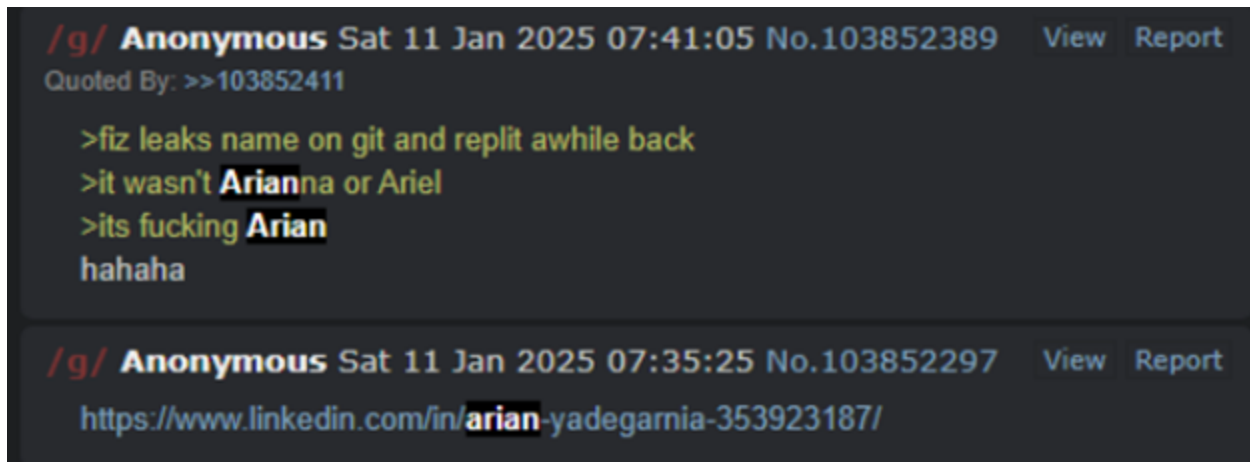 /g/ Anonymous Sat 11 Jan 2025 07:41:05 No.103852389 View Report
Quoted By: >>103852411
>fiz leaks name on git and replit awhile back
>it wasn't Arianna or Ariel
>its fucking Arian
hahaha
/g/ Anonymous Sat 11 Jan 2025 07:35:25 No.103852297 View Report
https://www.linkedin.com/in/arian-yadegarnia-353923187/